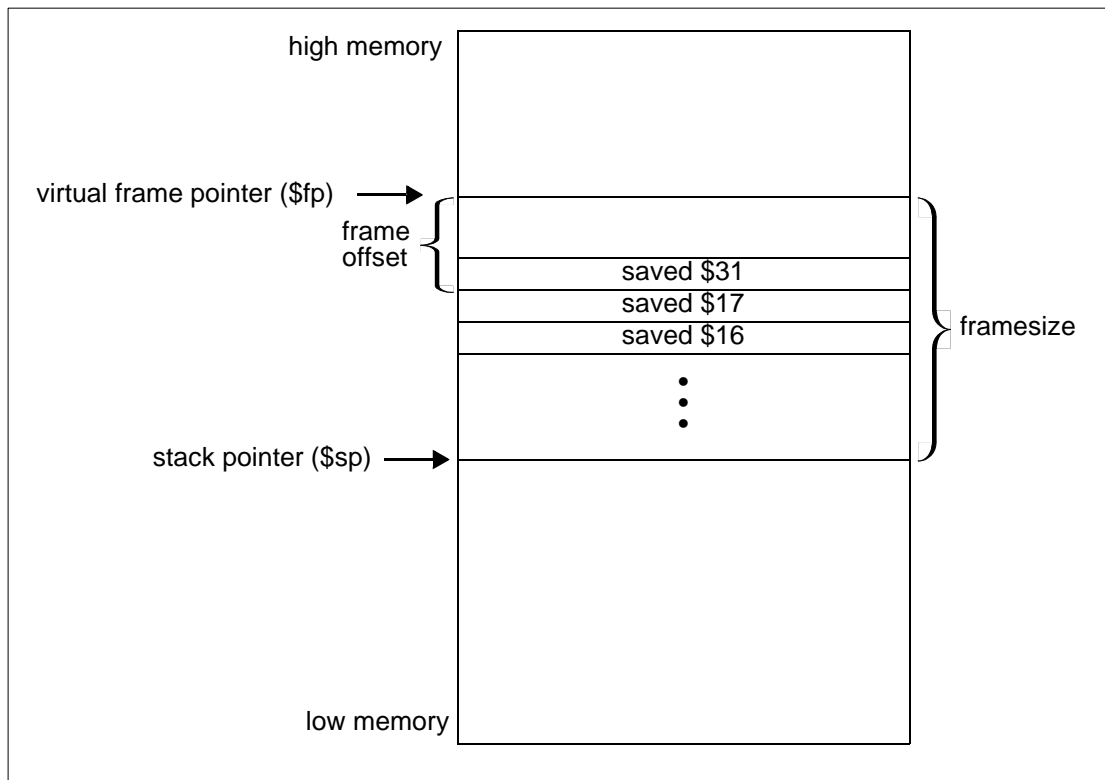 high memory
virtual frame pointer ($fp)
frame
offset
saved $31
saved $17
saved $16
framesize
stack pointer ($sp)
low memory